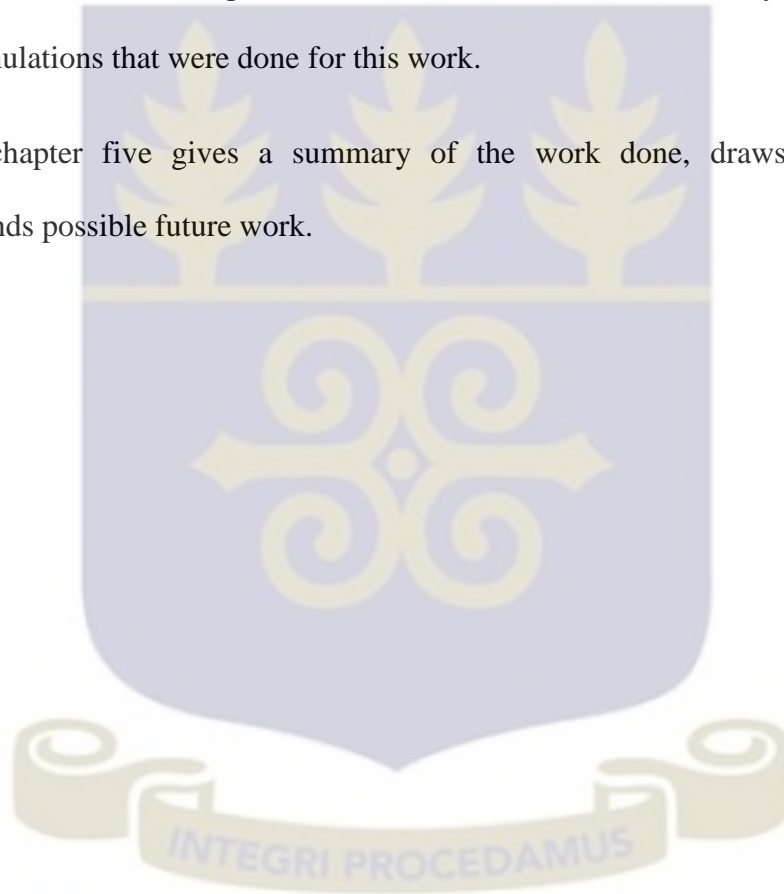 ulations that were done for this work.
hapter five gives a summary of the work done, draws
nds possible future work.
INTEGRI PROCEDAMUS